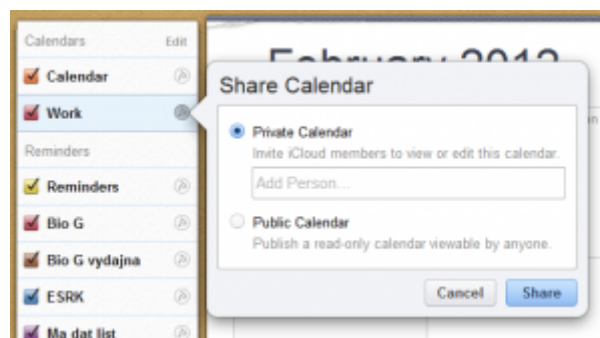 Calendars Edit
Calendar
Work
Reminders
Reminders
Bio G
Bio G vydajna
ESRK
Ma dat list
February 2012
Share Calendar
Private Calendar
Invite iCloud members to view or edit this calendar.
Add Person...
Public Calendar
Publish a read-only calendar viewable by anyone.
Cancel Share